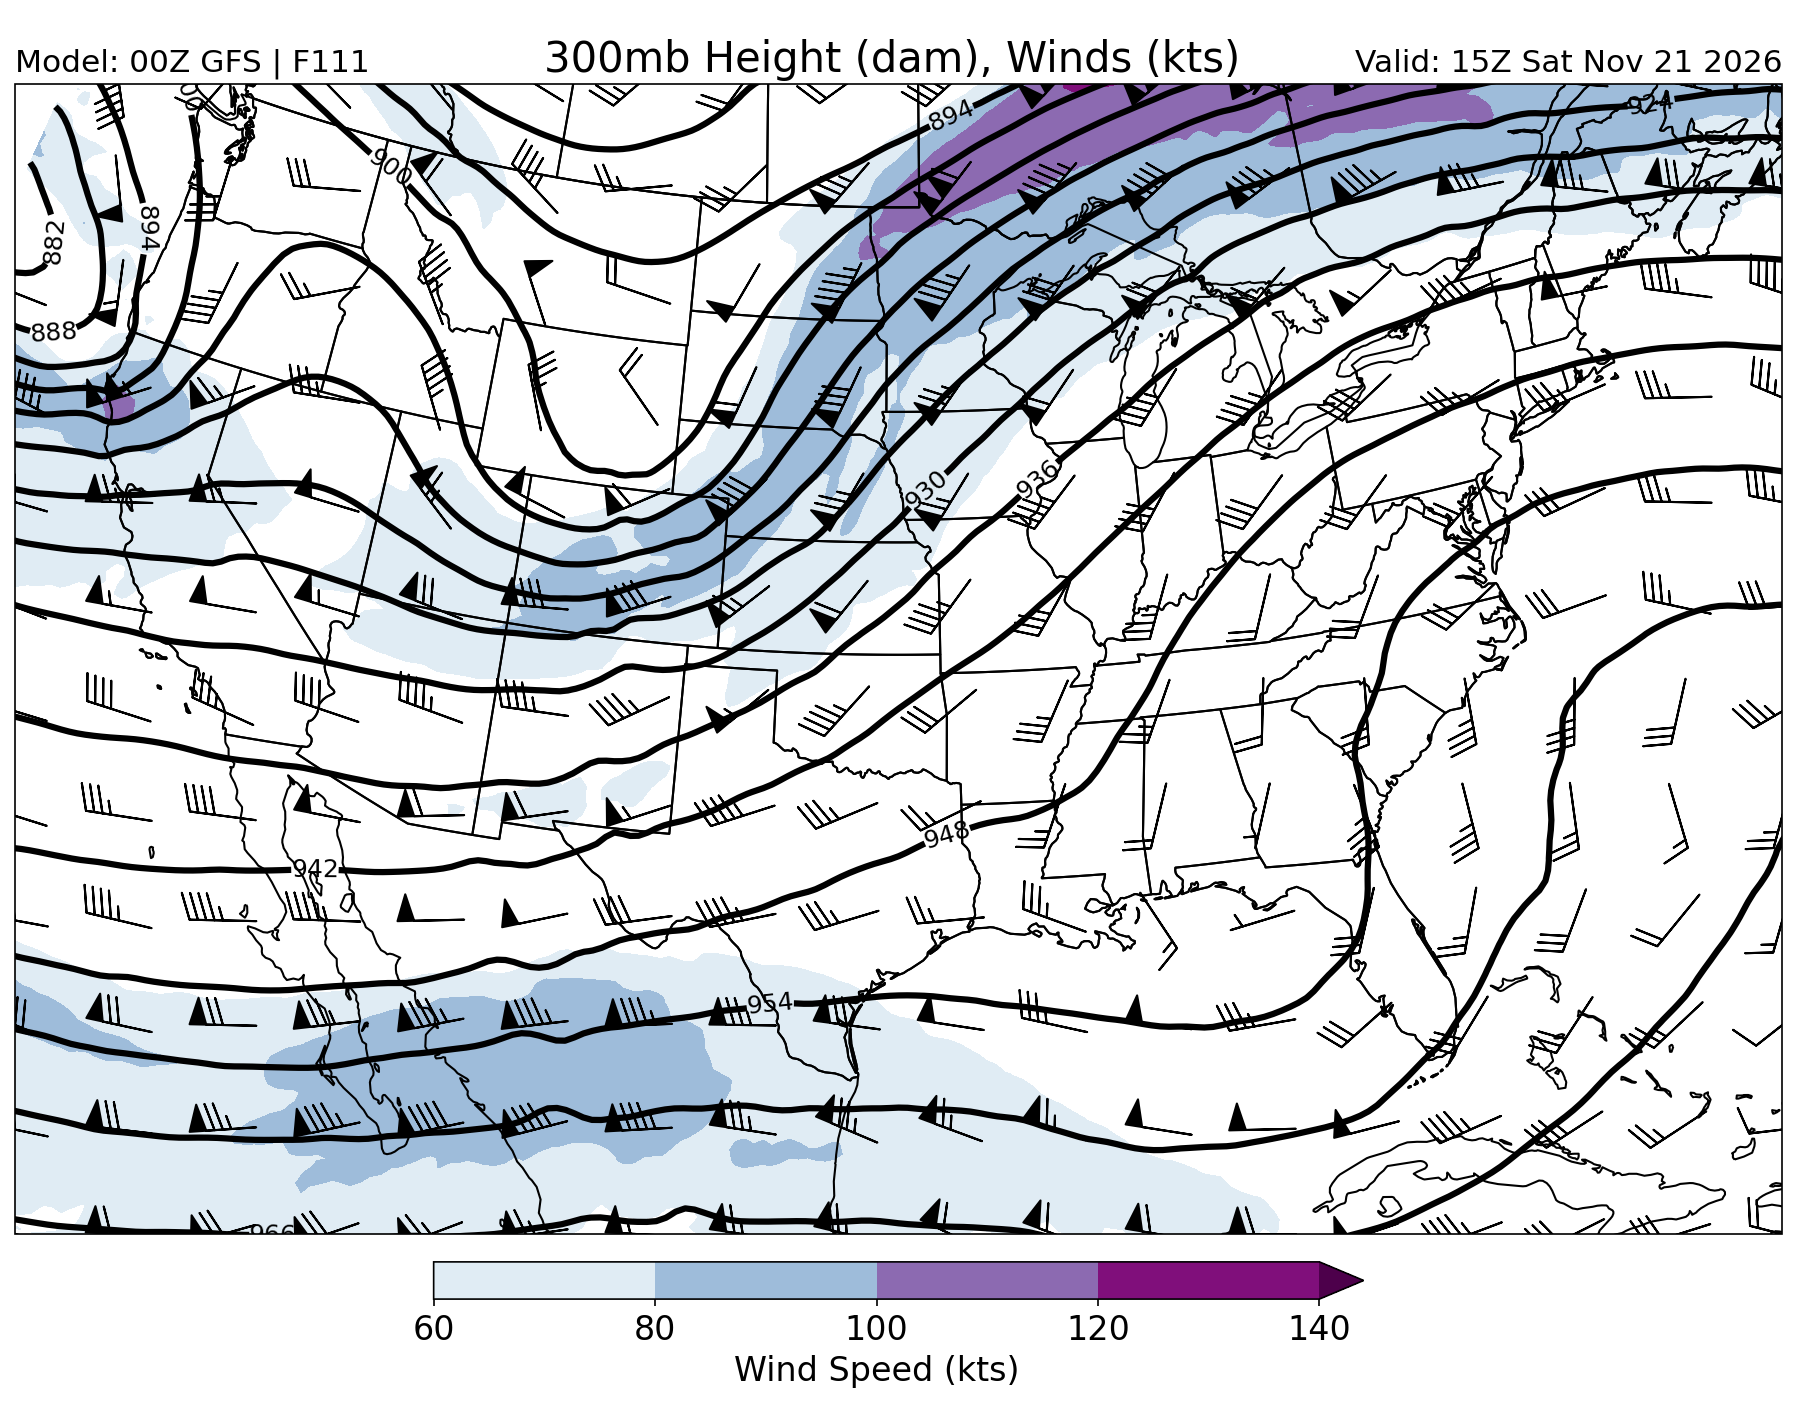 Model: 00Z GFS | F111
300mb Height (dam), Winds (kts)
Valid: 15Z Sat Nov 21 2026
894
924
900
894
882
888
930
936
948
942
954
966
60 80 100 120 140
Wind Speed (kts)